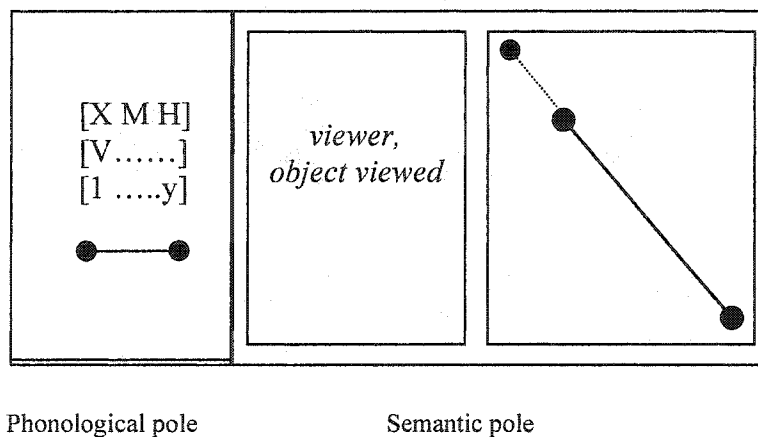 [X M H]
[V......]
[1 .....y]
viewer,
object viewed
Phonological pole
Semantic pole